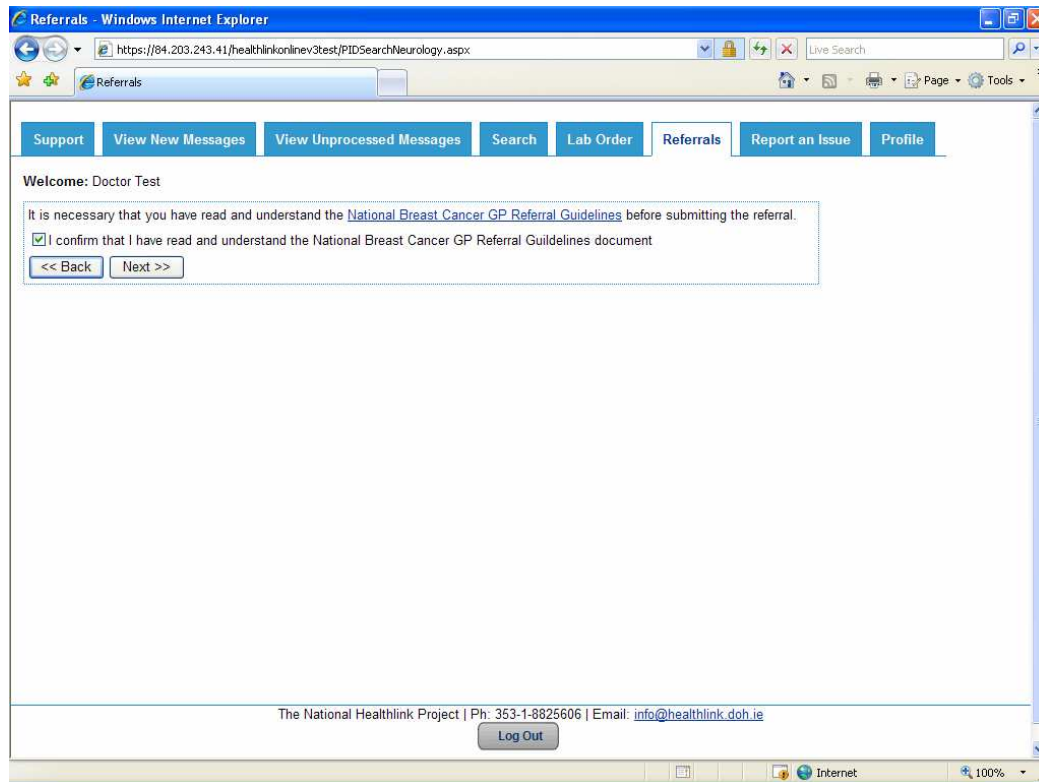 Referrals - Windows Internet Explorer
https://84.203.243.41/healthlinkonlinev3test/PIDSearchNeurology.aspx
Live Search
Referrals
Page
Tools
Support
View New Messages
View Unprocessed Messages
Search
Lab Order
Referrals
Report an Issue
Profile
Welcome: Doctor Test
It is necessary that you have read and understand the National Breast Cancer GP Referral Guidelines before submitting the referral.
I confirm that I have read and understand the National Breast Cancer GP Referral Guildelines document
<< Back
Next >>
The National Healthlink Project | Ph: 353-1-8825606 | Email: info@healthlink.doh.ie
Log Out
Internet
100%